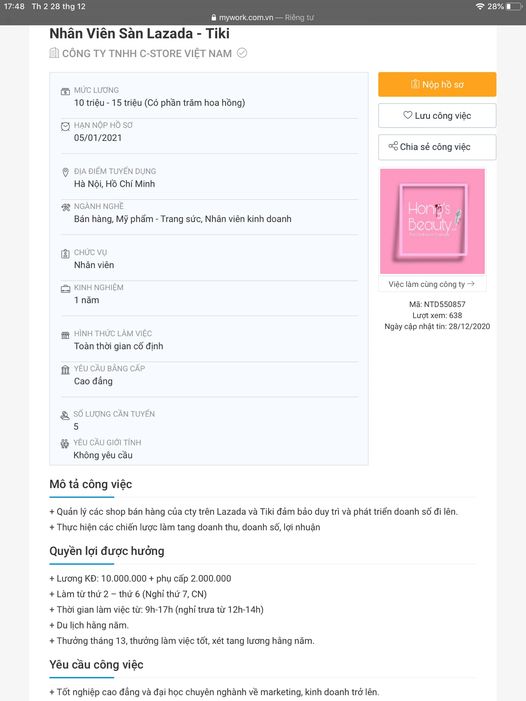 17:48 Th 2 28 thg 12
28%
mywork.com.vn — Riêng tư
Nhân Viên Sàn Lazada - Tiki
CÔNG TY TNHH C-STORE VIỆT NAM
MỨC LƯƠNG
10 triệu - 15 triệu (Có phần trăm hoa hồng)
HẠN NỘP HỒ SƠ
05/01/2021
ĐỊA ĐIỂM TUYỂN DỤNG
Hà Nội, Hồ Chí Minh
NGÀNH NGHỀ
Bán hàng, Mỹ phẩm - Trang sức, Nhân viên kinh doanh
CHỨC VỤ
Nhân viên
KINH NGHIỆM
1 năm
HÌNH THỨC LÀM VIỆC
Toàn thời gian cố định
YÊU CẦU BẰNG CẤP
Cao đẳng
SỐ LƯỢNG CẦN TUYỂN
5
YÊU CẦU GIỚI TÍNH
Không yêu cầu
Nộp hồ sơ
Lưu công việc
Chia sẻ công việc
Hong's
Beauty
Việc làm cùng công ty
Mã: NTD550857
Lượt xem: 638
Ngày cập nhật tin: 28/12/2020
Mô tả công việc
+ Quản lý các shop bán hàng của cty trên Lazada và Tiki đảm bảo duy trì và phát triển doanh số đi lên.
+ Thực hiện các chiến lược làm tang doanh thu, doanh số, lợi nhuận
Quyền lợi được hưởng
+ Lương KĐ: 10.000.000 + phụ cấp 2.000.000
+ Làm từ thứ 2 – thứ 6 (Nghỉ thứ 7, CN)
+ Thời gian làm việc từ: 9h-17h (nghỉ trưa từ 12h-14h)
+ Du lịch hằng năm.
+ Thưởng tháng 13, thưởng làm việc tốt, xét tang lương hằng năm.
Yêu cầu công việc
+ Tốt nghiệp cao đẳng và đại học chuyên nghành về marketing, kinh doanh trở lên.